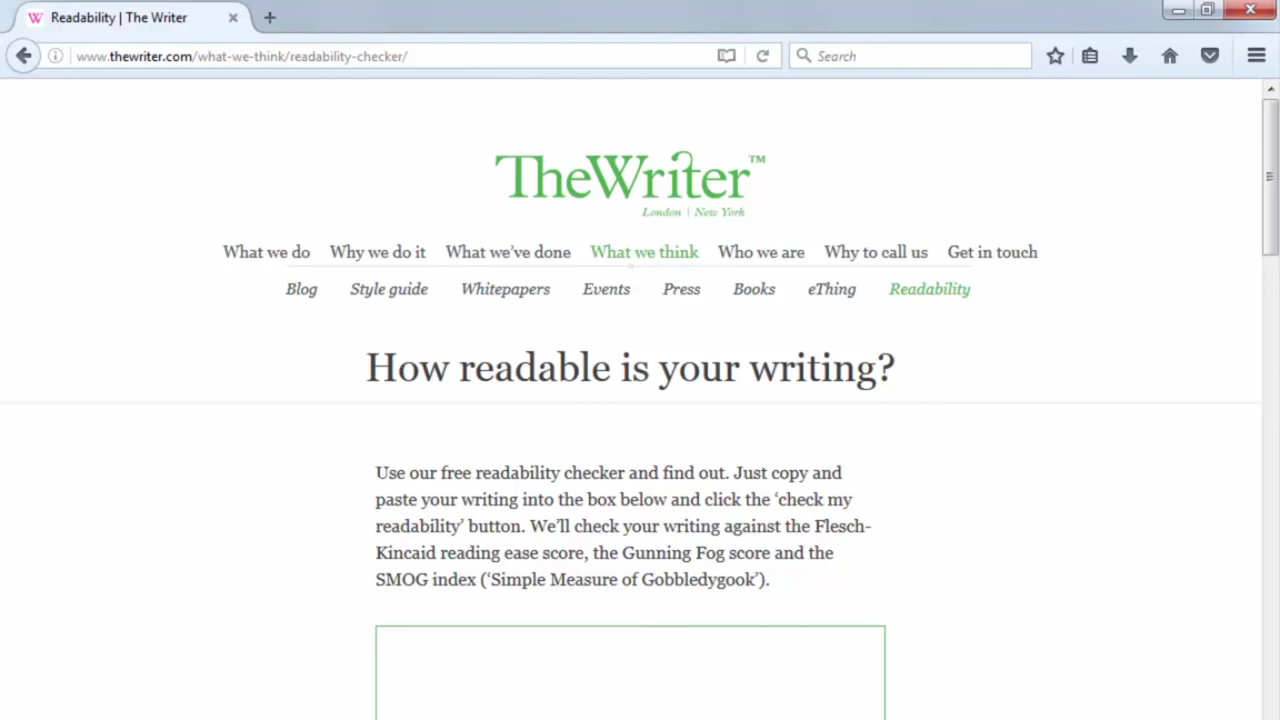 Readability | The Writer
www.thewriter.com/what-we-think/readability-checker/
Search
TheWriter™
London | New York
What we do Why we do it What we've done What we think Who we are Why to call us Get in touch
Blog Style guide Whitepapers Events Press Books eThing Readability
How readable is your writing?
Use our free readability checker and find out. Just copy and
paste your writing into the box below and click the ‘check my
readability’ button. We’ll check your writing against the Flesch-
Kincaid reading ease score, the Gunning Fog score and the
SMOG index (‘Simple Measure of Gobbledygook’).